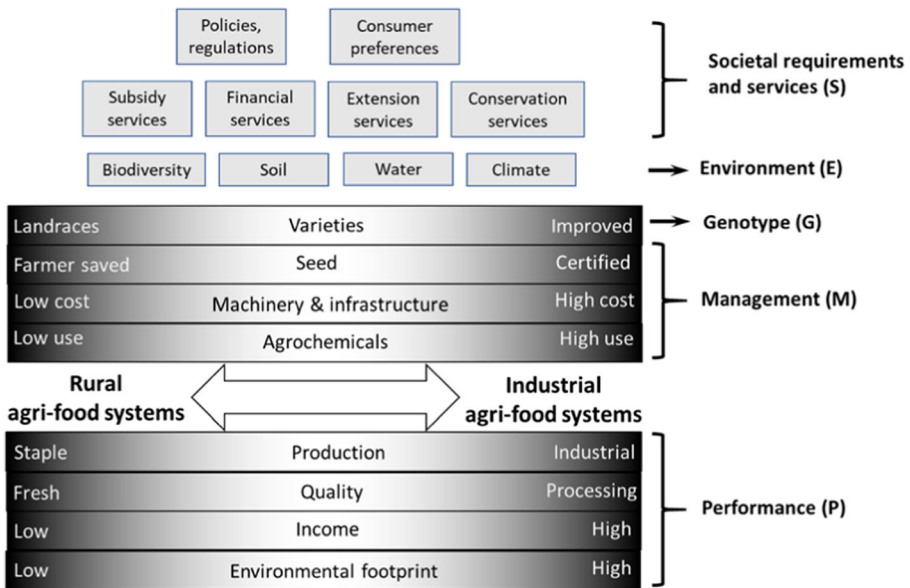 Policies,
regulations
Consumer
preferences
Societal requirements
and services (S)
Subsidy
services
Financial
services
Extension
services
Conservation
services
Biodiversity
Soil
Water
Climate
Environment (E)
Landraces Varieties Improved
Genotype (G)
Farmer saved Seed Certified
Low cost Machinery & infrastructure High cost
Management (M)
Low use Agrochemicals High use
Rural
agri-food systems
Industrial
agri-food systems
Staple Production Industrial
Fresh Quality Processing
Performance (P)
Low Income High
Low Environmental footprint High